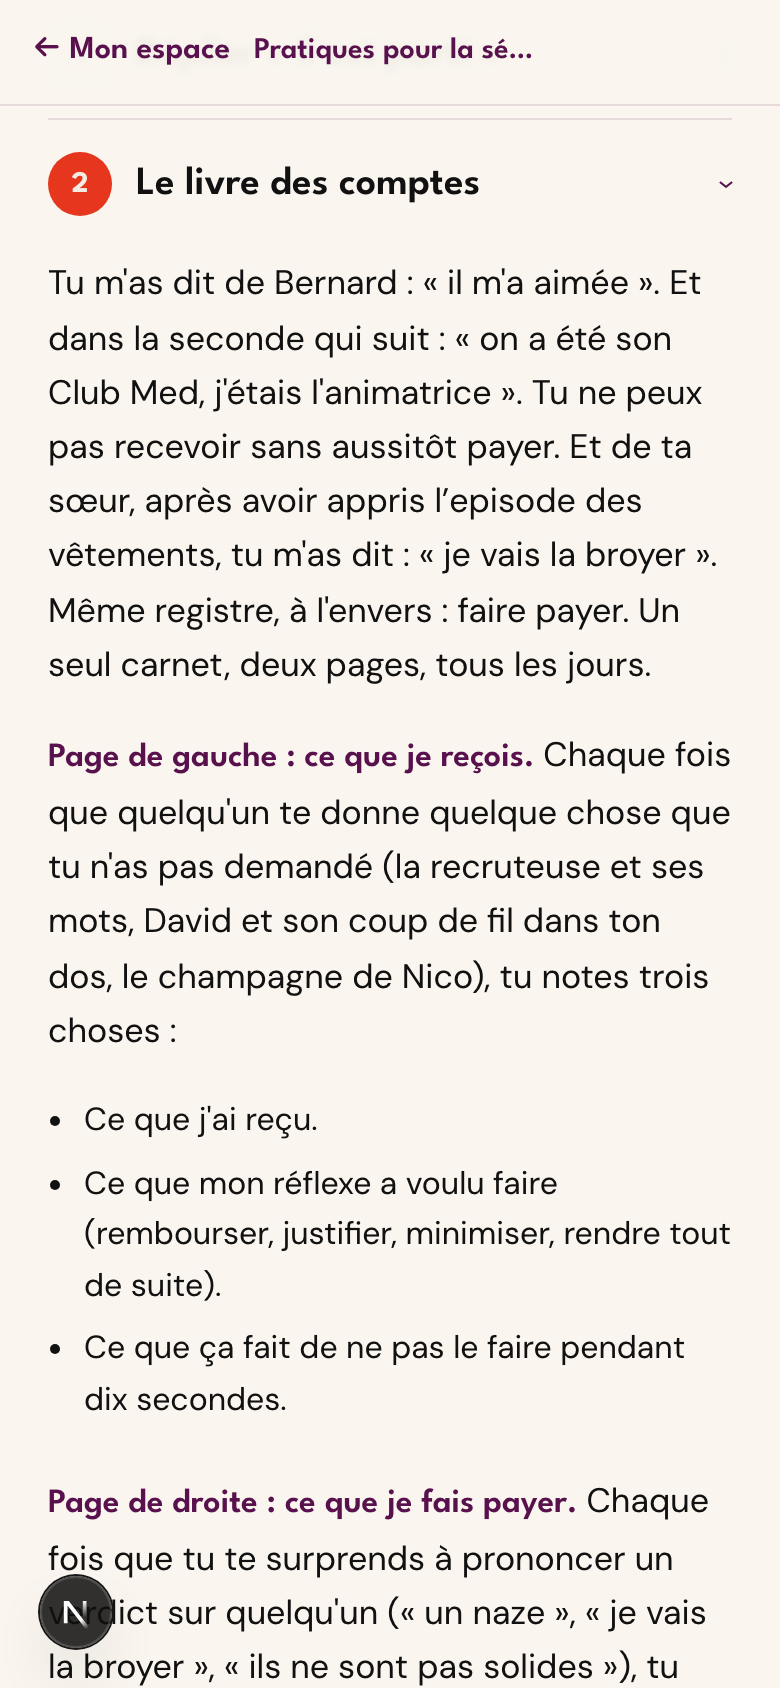 ← Mon espace Pratiques pour la sé...
2 Le livre des comptes
Tu m'as dit de Bernard : « il m'a aimée ». Et
dans la seconde qui suit : « on a été son
Club Med, j'étais l'animatrice ». Tu ne peux
pas recevoir sans aussitôt payer. Et de ta
sœur, après avoir appris l’episode des
vêtements, tu m'as dit : « je vais la broyer ».
Même registre, à l'envers : faire payer. Un
seul carnet, deux pages, tous les jours.
Page de gauche : ce que je reçois. Chaque fois
que quelqu'un te donne quelque chose que
tu n'as pas demandé (la recruteuse et ses
mots, David et son coup de fil dans ton
dos, le champagne de Nico), tu notes trois
choses :
• Ce que j'ai reçu.
• Ce que mon réflexe a voulu faire
(rembourser, justifier, minimiser, rendre tout
de suite).
• Ce que ça fait de ne pas le faire pendant
dix secondes.
Page de droite : ce que je fais payer. Chaque
fois que tu te surprends à prononcer un
verdict sur quelqu'un (« un naze », « je vais
la broyer », « ils ne sont pas solides »), tu
N